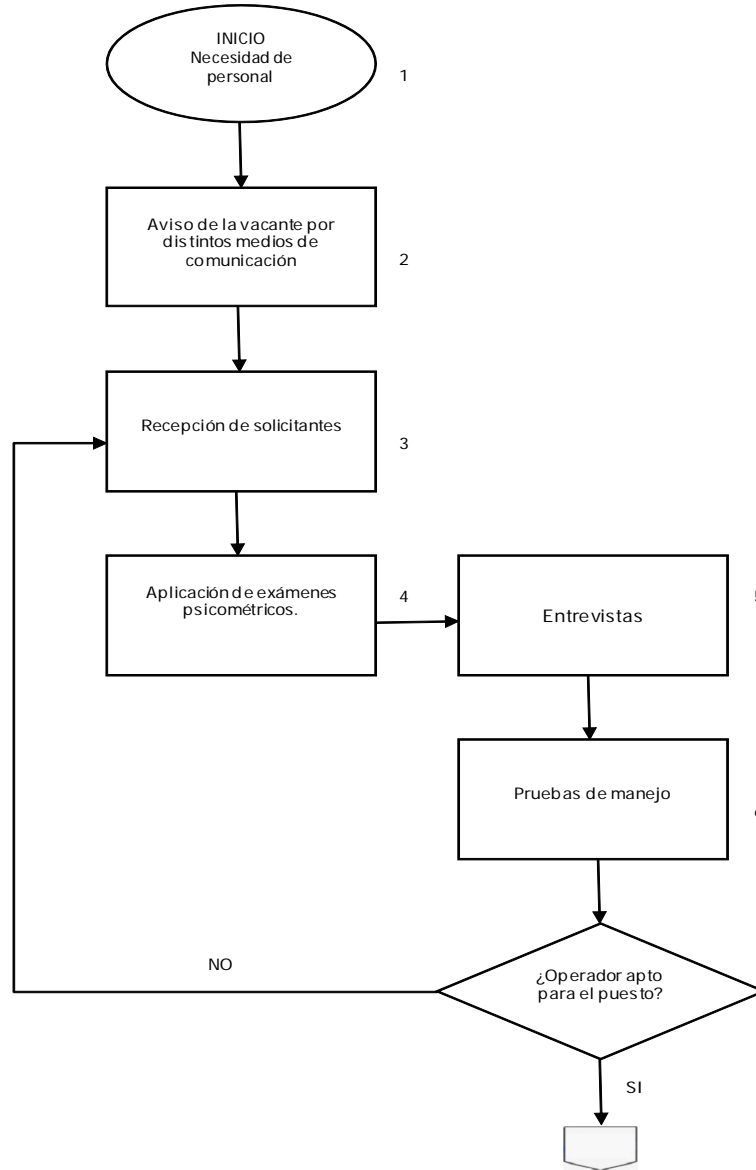 INICIO
Necesidad de
personal
1
Aviso de la vacante por
distintos medios de
comunicación
2
Recepción de solicitantes
3
Aplicación de exámenes
psicométricos.
4
Entrevistas
Pruebas de manejo
¿Operador apto
para el puesto?
NO
SI